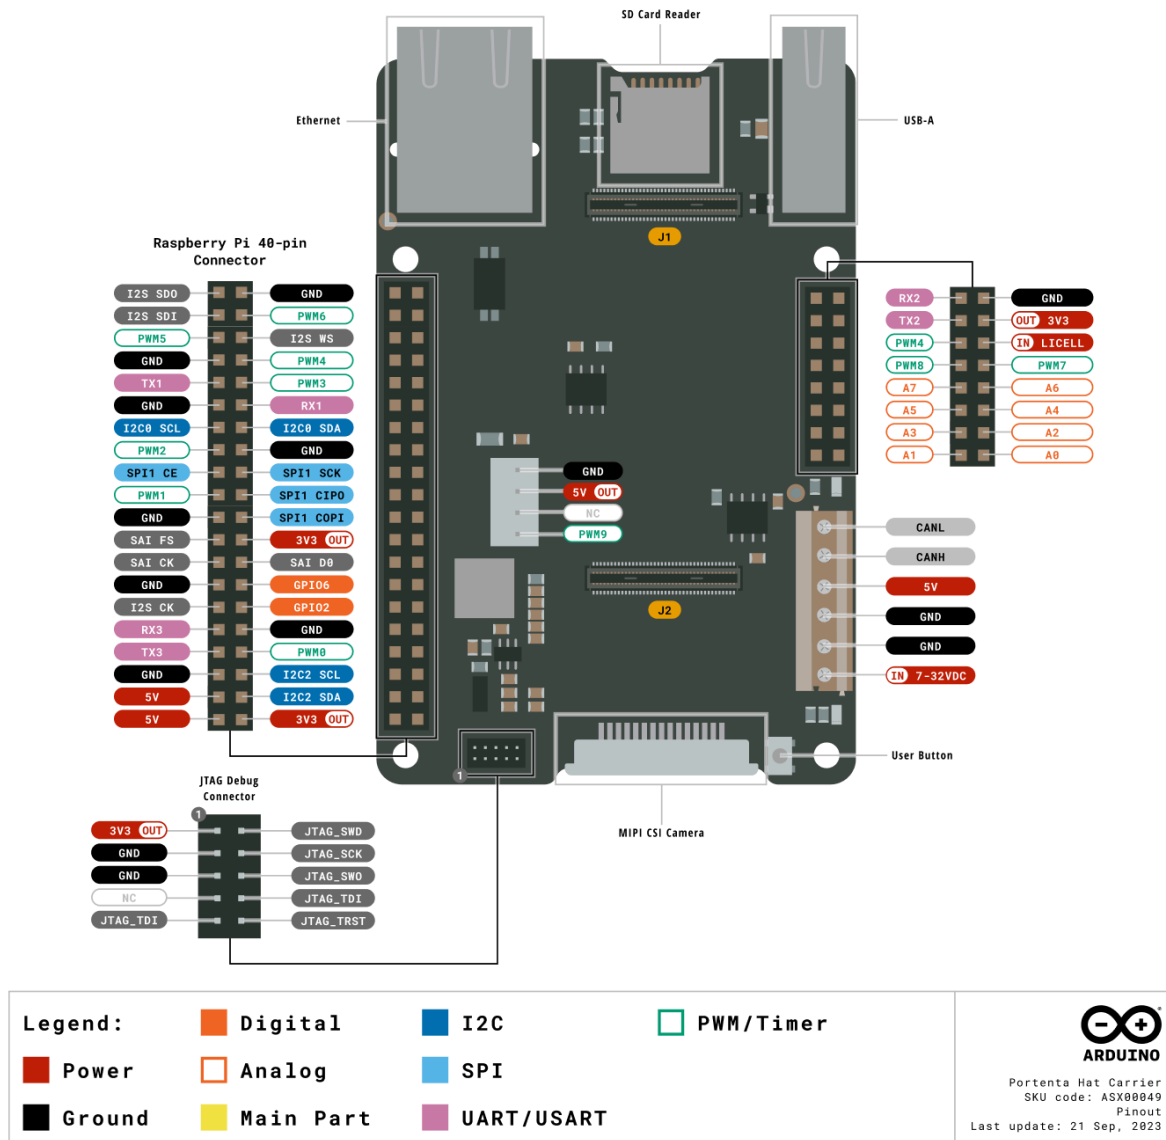 SD Card Reader
Ethernet
USB-A
J1
Raspberry Pi 40-pin
Connector
I2S SDO GND
I2S SDI PWM6
PWM5 I2S WS
GND PWM4
TX1 PWM3
GND RX1
I2C0 SCL I2C0 SDA
PWM2 GND
SPI1 CE SPI1 SCK
PWM1 SPI1 CIPO
GND SPI1 COPI
SAI FS 3V3 OUT
SAI CK SAI D0
GND GPIO6
I2S CK GPIO2
RX3 GND
TX3 PWM0
GND I2C2 SCL
5V I2C2 SDA
5V 3V3 OUT
RX2 GND
TX2 OUT 3V3
PWM4 IN LICELL
PWM8 PWM7
A7 A6
A5 A4
A3 A2
A1 A0
GND
5V OUT
NC
PWM9
J2
CANL
CANH
5V
GND
GND
IN 7-32VDC
User Button
1
MIPI CSI Camera
JTAG Debug
Connector
1
3V3 OUT JTAG_SWD
GND JTAG_SCK
GND JTAG_SWO
NC JTAG_TDI
JTAG_TDI JTAG_TRST
Legend:
Power
Ground
Digital
Analog
Main Part
I2C
SPI
UART/USART
PWM/Timer
ARDUINO
Portenta Hat Carrier
SKU code: ASX00049
Pinout
Last update: 21 Sep, 2023